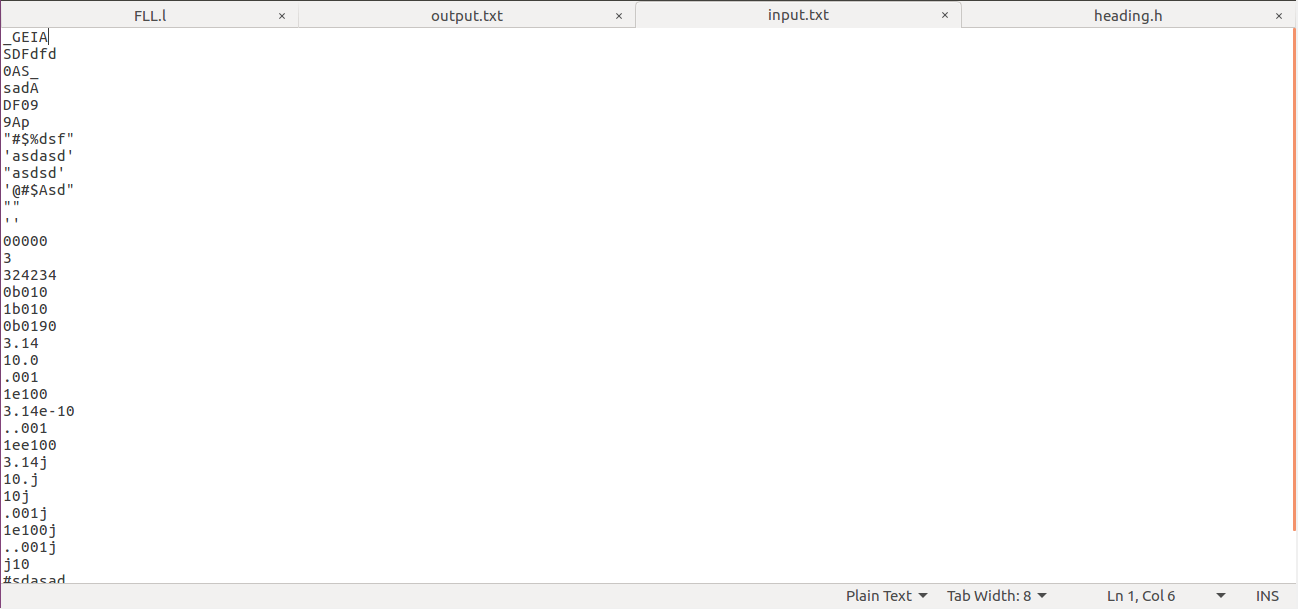 FLL.l × output.txt × input.txt × heading.h ×
_GEIA
SDFdfd
0AS_
sadA
DF09
9Ap
"#$%dsf"
'asdasd'
"asdsd'
'@#$Asd"
""
''
00000
3
324234
0b010
1b010
0b0190
3.14
10.0
.001
1e100
3.14e-10
..001
1ee100
3.14j
10.j
10j
.001j
1e100j
..001j
j10
#sdasad
Plain Text Tab Width: 8 Ln 1, Col 6 INS